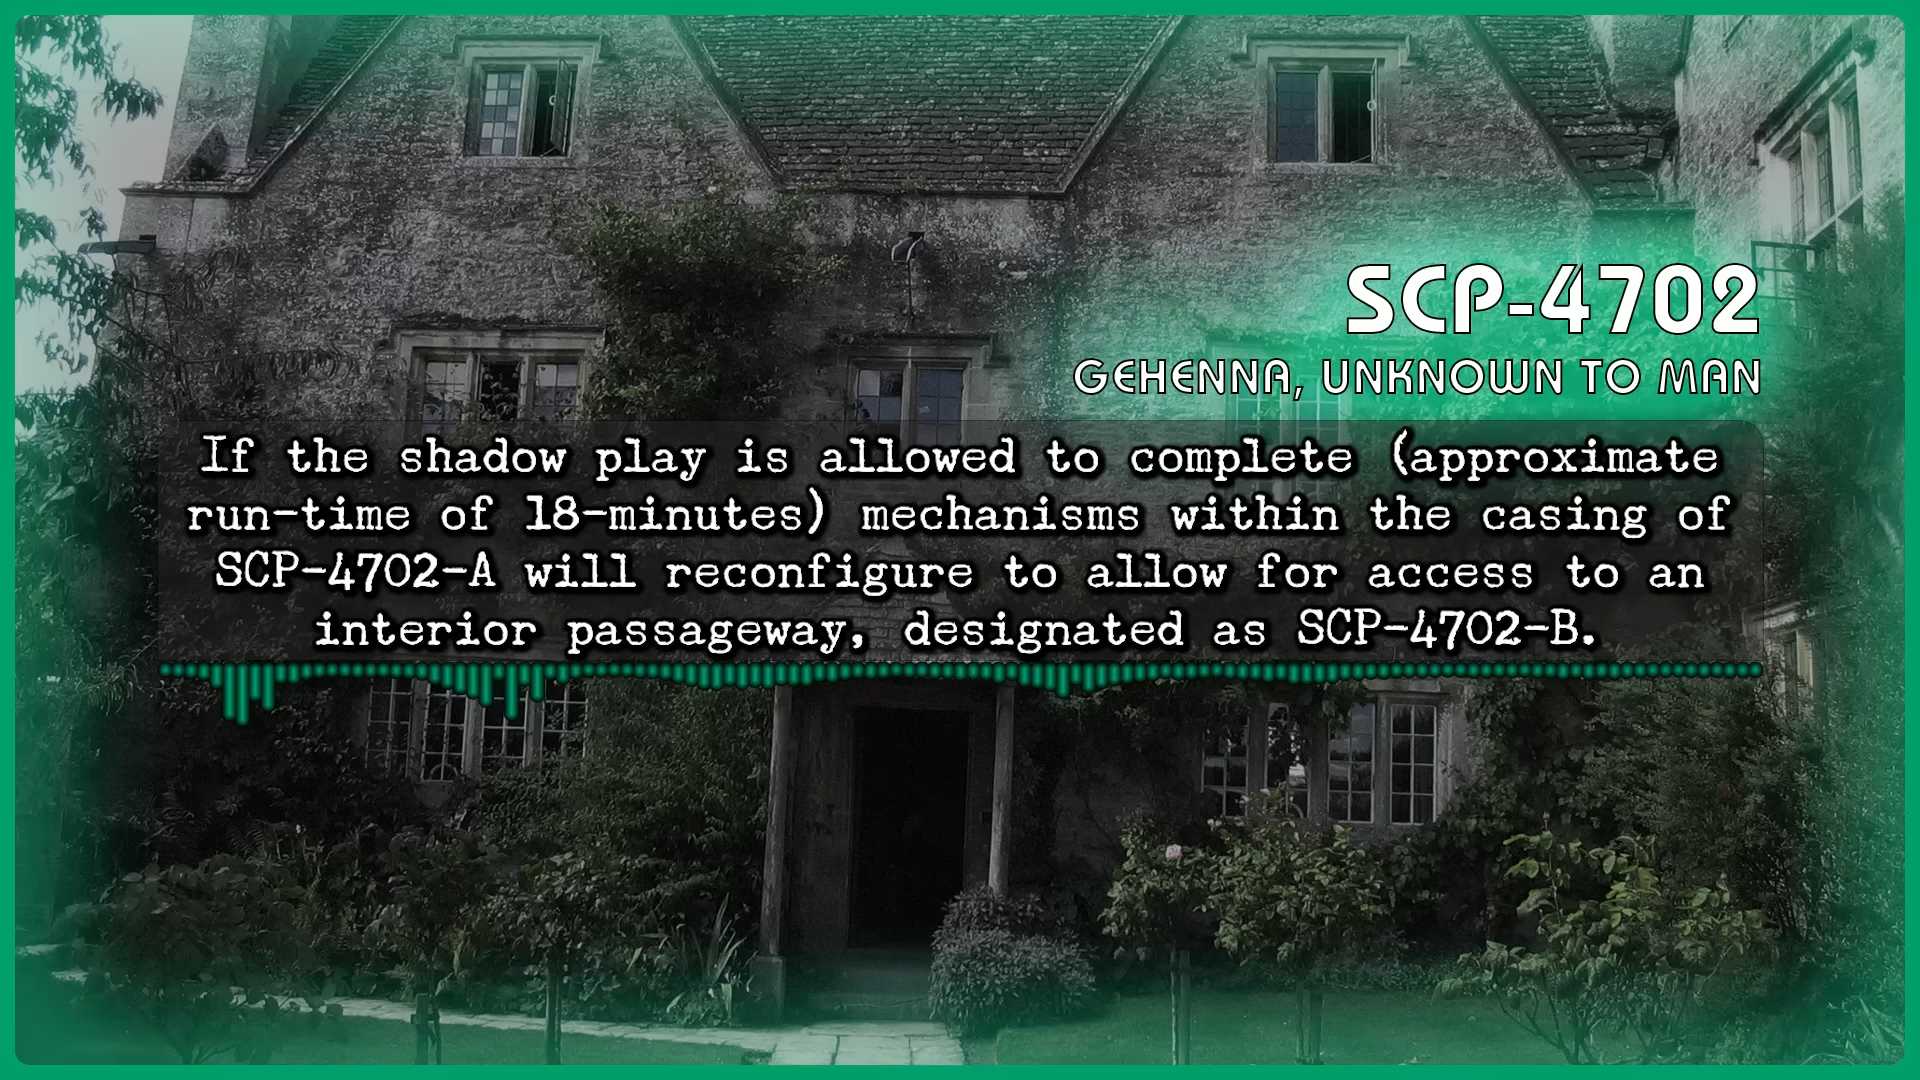 SCP-4702
GEHENNA, UNKNOWN TO MAN
If the shadow play is allowed to complete (approximate
run-time of 18-minutes) mechanisms within the casing of
SCP-4702-A will reconfigure to allow for access to an
interior passageway, designated as SCP-4702-B.